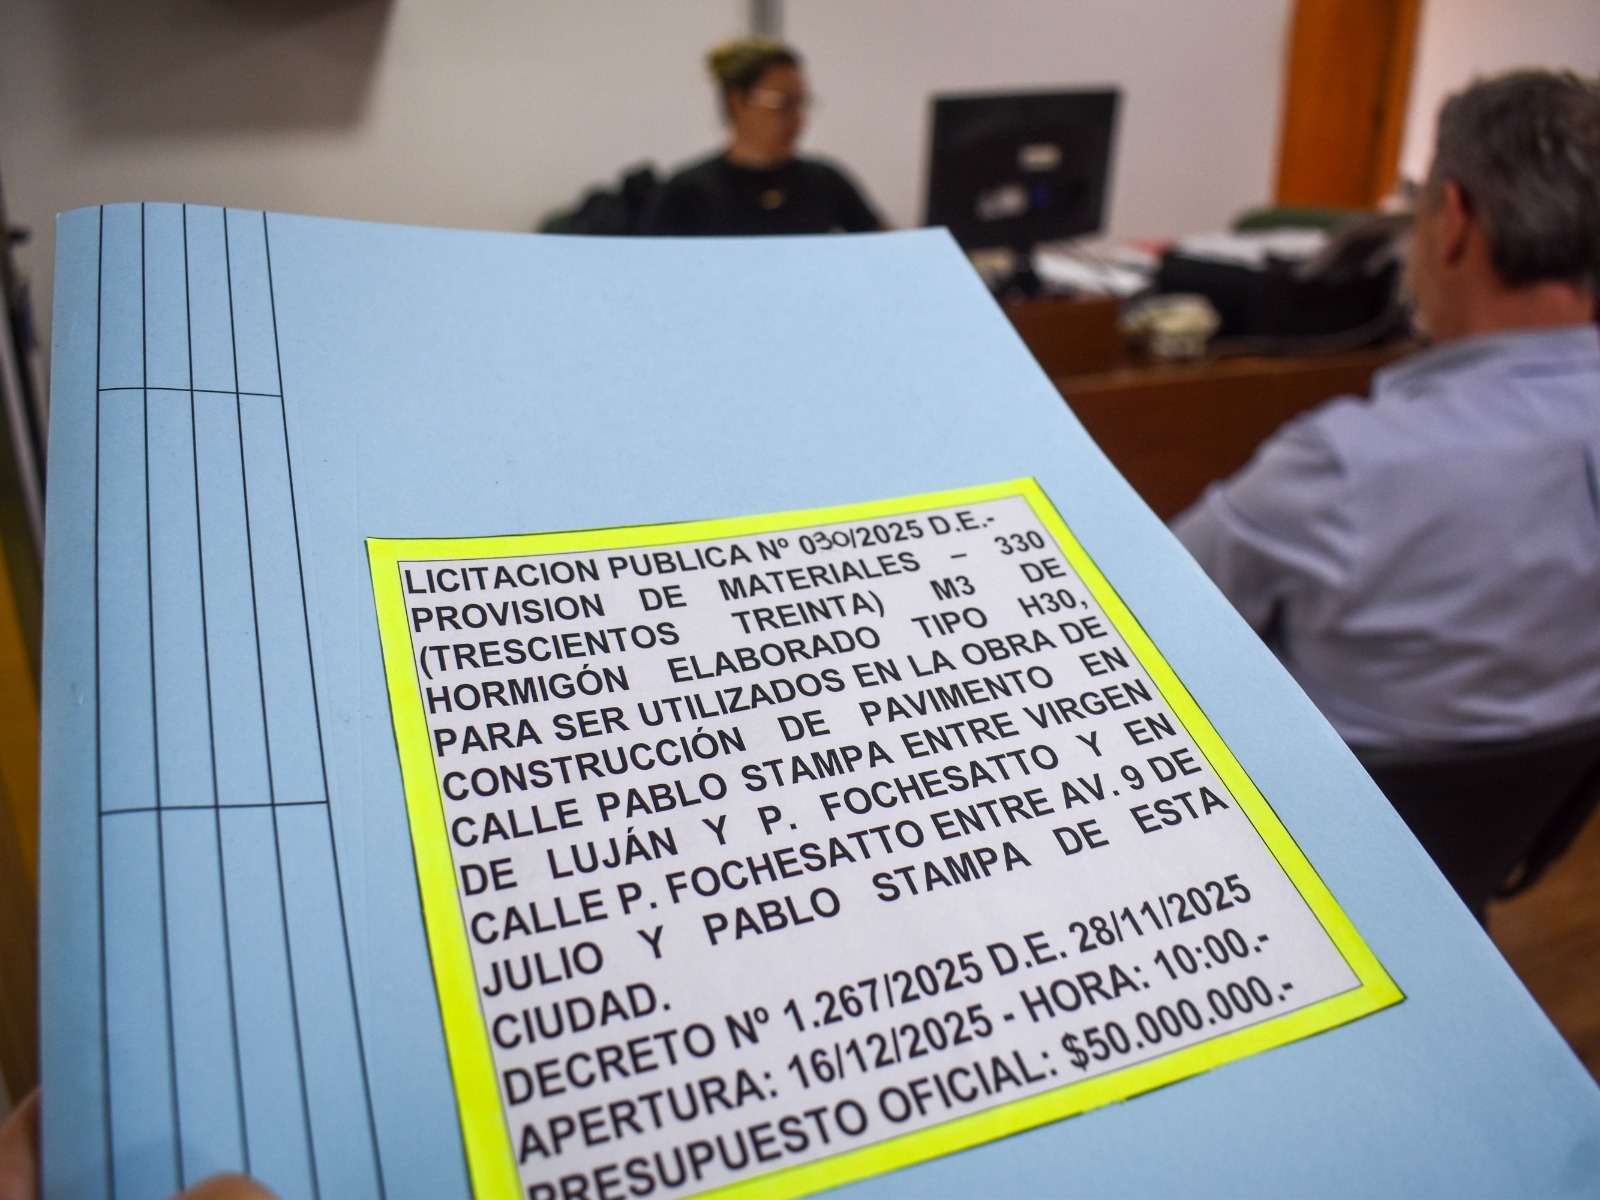 LICITACION PUBLICA Nº 030/2025 D.E.-
PROVISION DE MATERIALES – 330
(TRESCIENTOS TREINTA) M3 DE
HORMIGÓN ELABORADO TIPO H30,
PARA SER UTILIZADOS EN LA OBRA DE
CONSTRUCCIÓN DE PAVIMENTO EN
CALLE PABLO STAMPA ENTRE VIRGEN
DE LUJÁN Y P. FOCHESATTO Y EN
CALLE P. FOCHESATTO ENTRE AV. 9 DE
JULIO Y PABLO STAMPA DE ESTA
CIUDAD.
DECRETO Nº 1.267/2025 D.E. 28/11/2025
APERTURA: 16/12/2025 - HORA: 10:00.-
PRESUPUESTO OFICIAL: $50.000.000.-